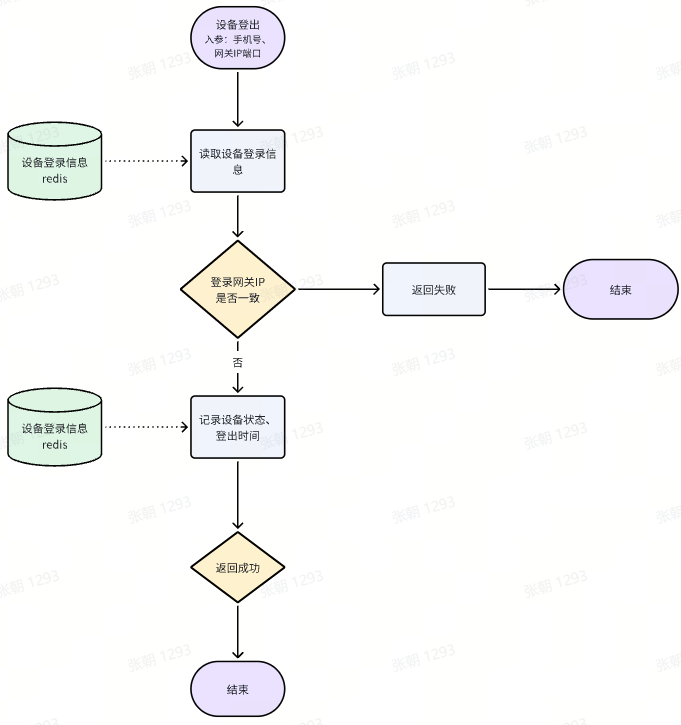 设备登出
入参：手机号、
网关IP端口
设备登录信息
redis
读取设备登录信
息
登录网关IP
是否一致
返回失败
结束
否
设备登录信息
redis
记录设备状态、
登出时间
返回成功
结束
张朝 1293